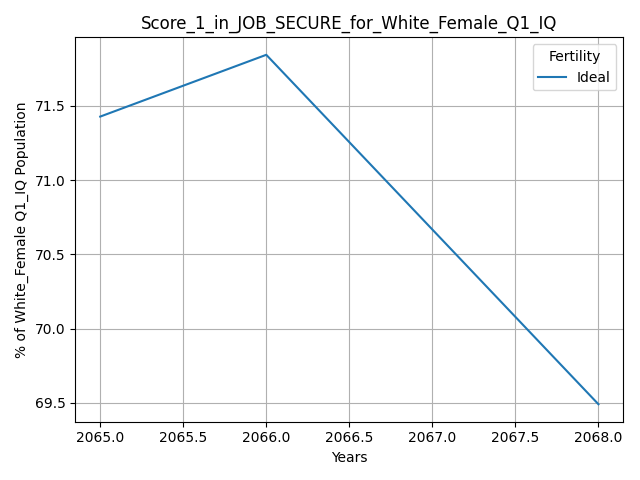 Score_1_in_JOB_SECURE_for_White_Female_Q1_IQ
Fertility
Ideal
% of White_Female Q1_IQ Population
71.5
71.0
70.5
70.0
69.5
2065.0 2065.5 2066.0 2066.5 2067.0 2067.5 2068.0
Years